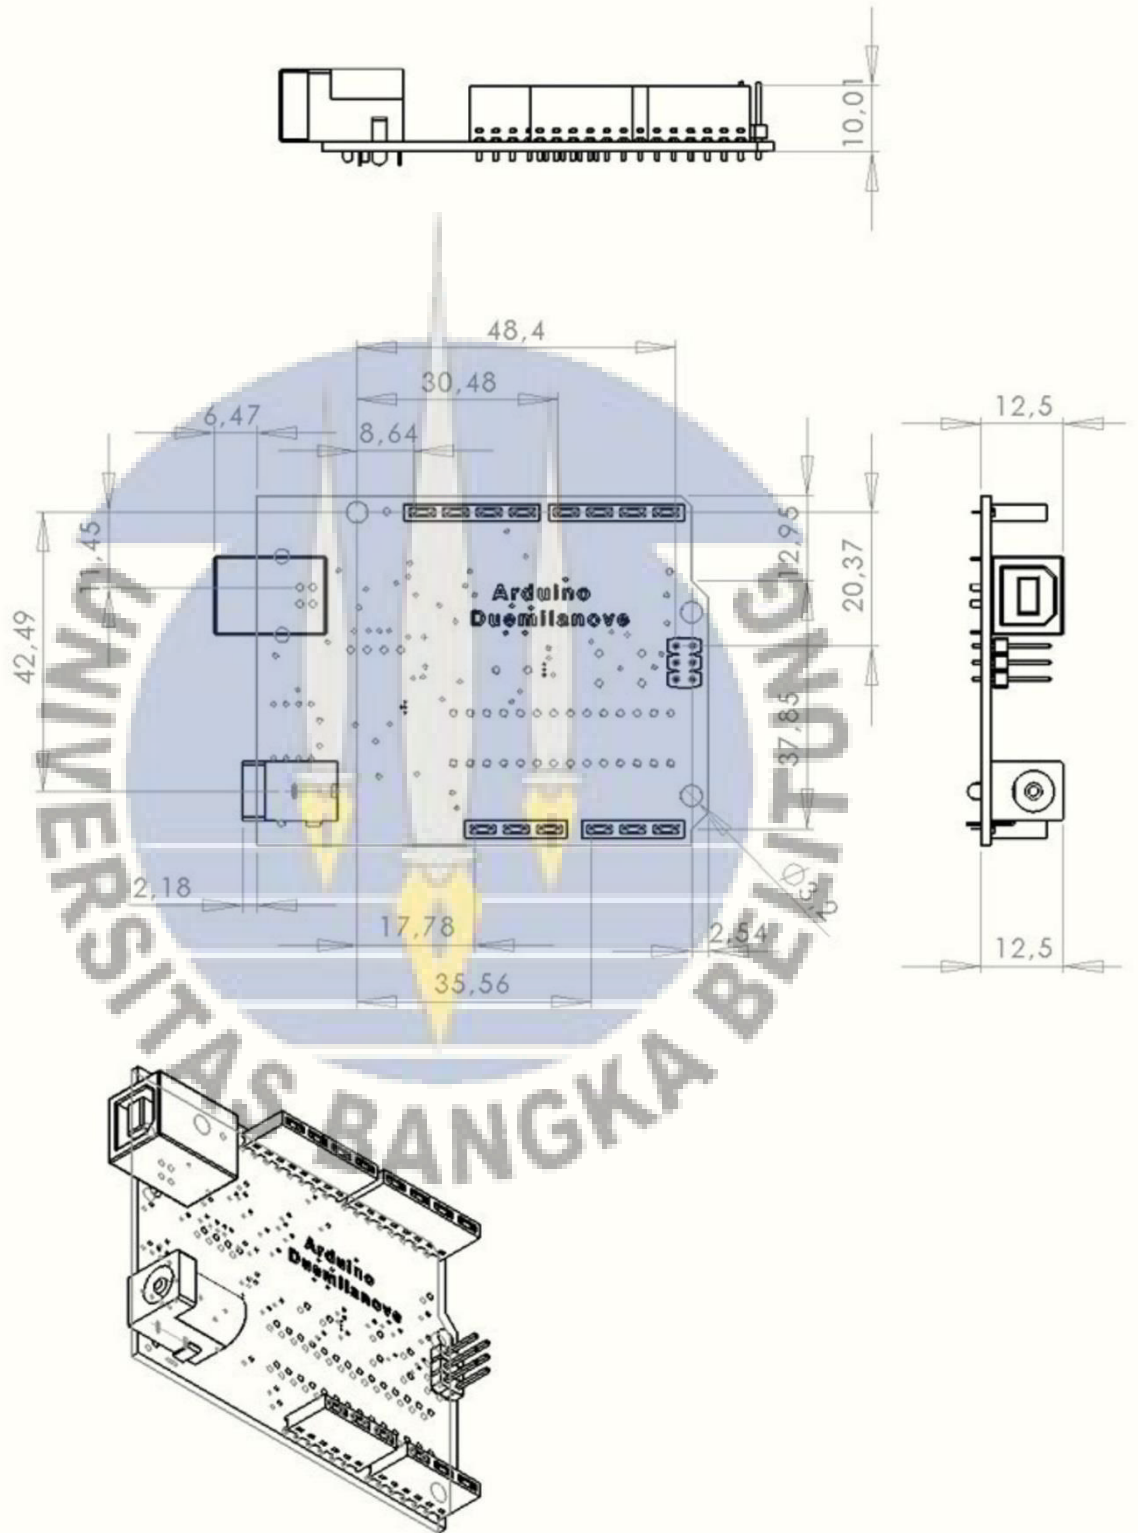 10,01
48,4
30,48
6,47
8,64
12,5
11,45
12,95
20,37
Arduino
Duemilanove
42,49
37,85
2,18
Ø3,2
17,78
2,54
35,56
12,5
UNIVERSITAS BANGKA BELITUNG
Arduino
Duemilanove